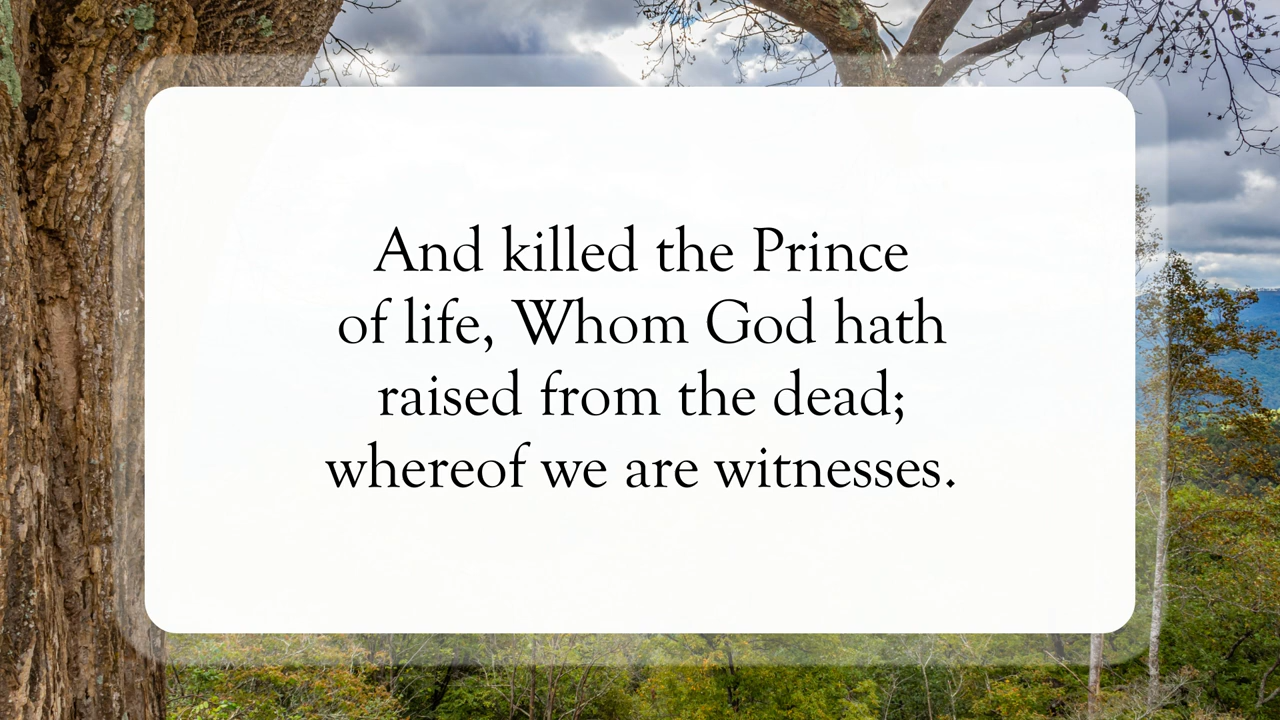 And killed the Prince
of life, Whom God hath
raised from the dead;
whereof we are witnesses.